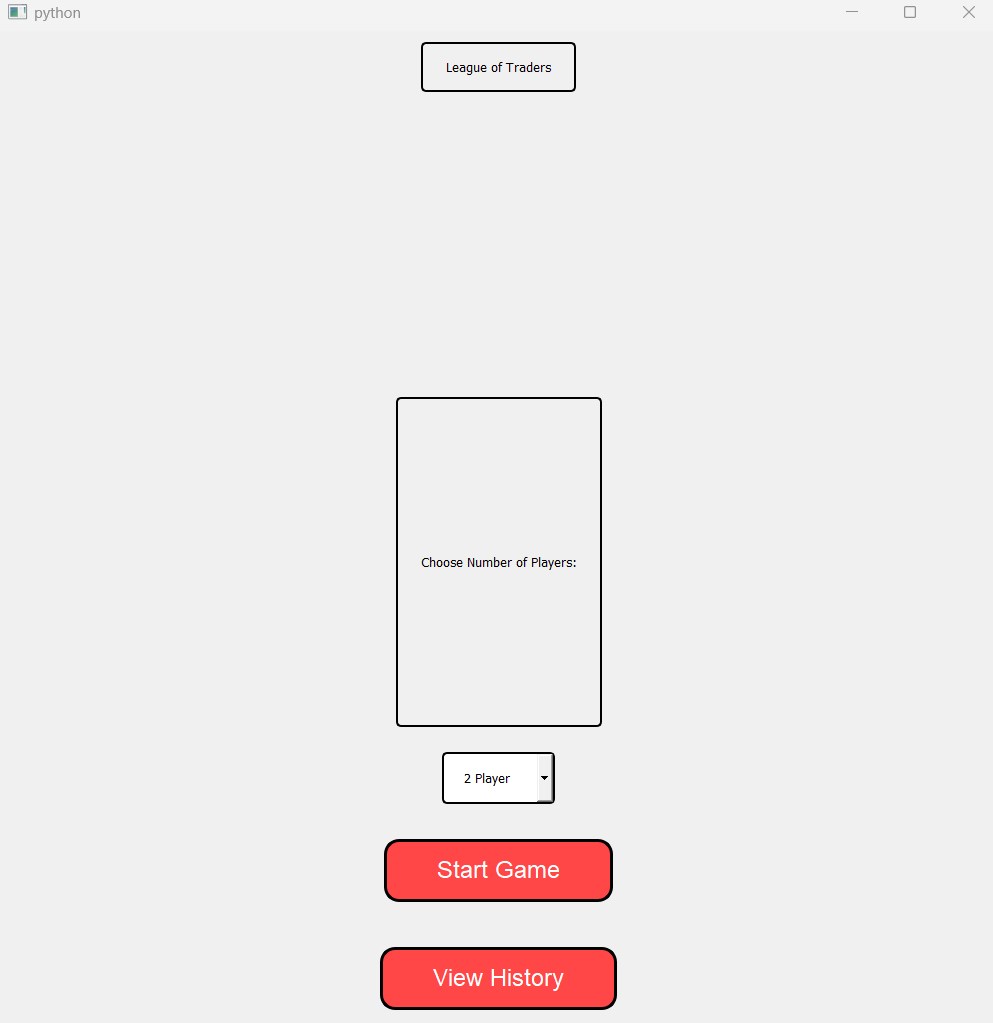 python
League of Traders
Choose Number of Players:
2 Player
Start Game
View History